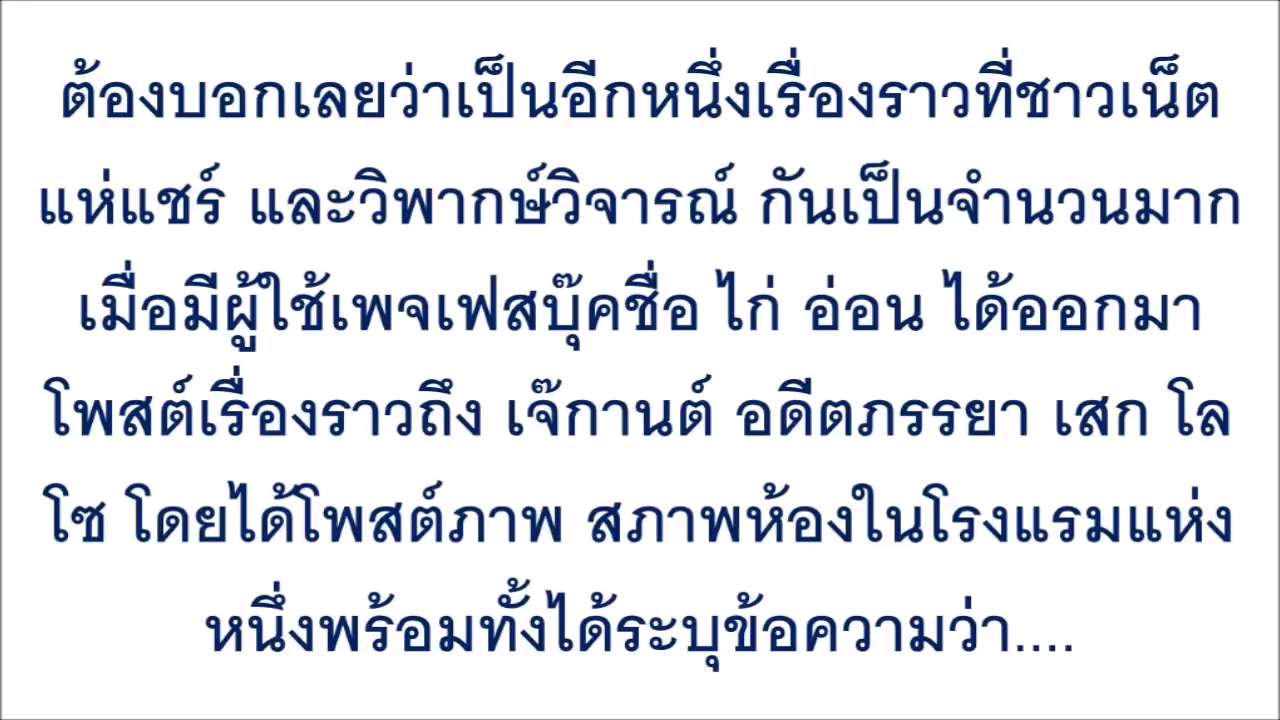 ต้องบอกเลยว่าเป็นอีกหนึ่งเรื่องราวที่ชาวเน็ต
แห่แชร์ และวิพากษ์วิจารณ์ กันเป็นจำนวนมาก
เมื่อมีผู้ใช้เพจเฟสบุ๊คชื่อ ไก่ อ่อน ได้ออกมา
โพสต์เรื่องราวถึง เจ๊กานต์ อดีตภรรยา เสก โล
โซ โดยได้โพสต์ภาพ สภาพห้องในโรงแรมแห่ง
หนึ่งพร้อมทั้งได้ระบุข้อความว่า....